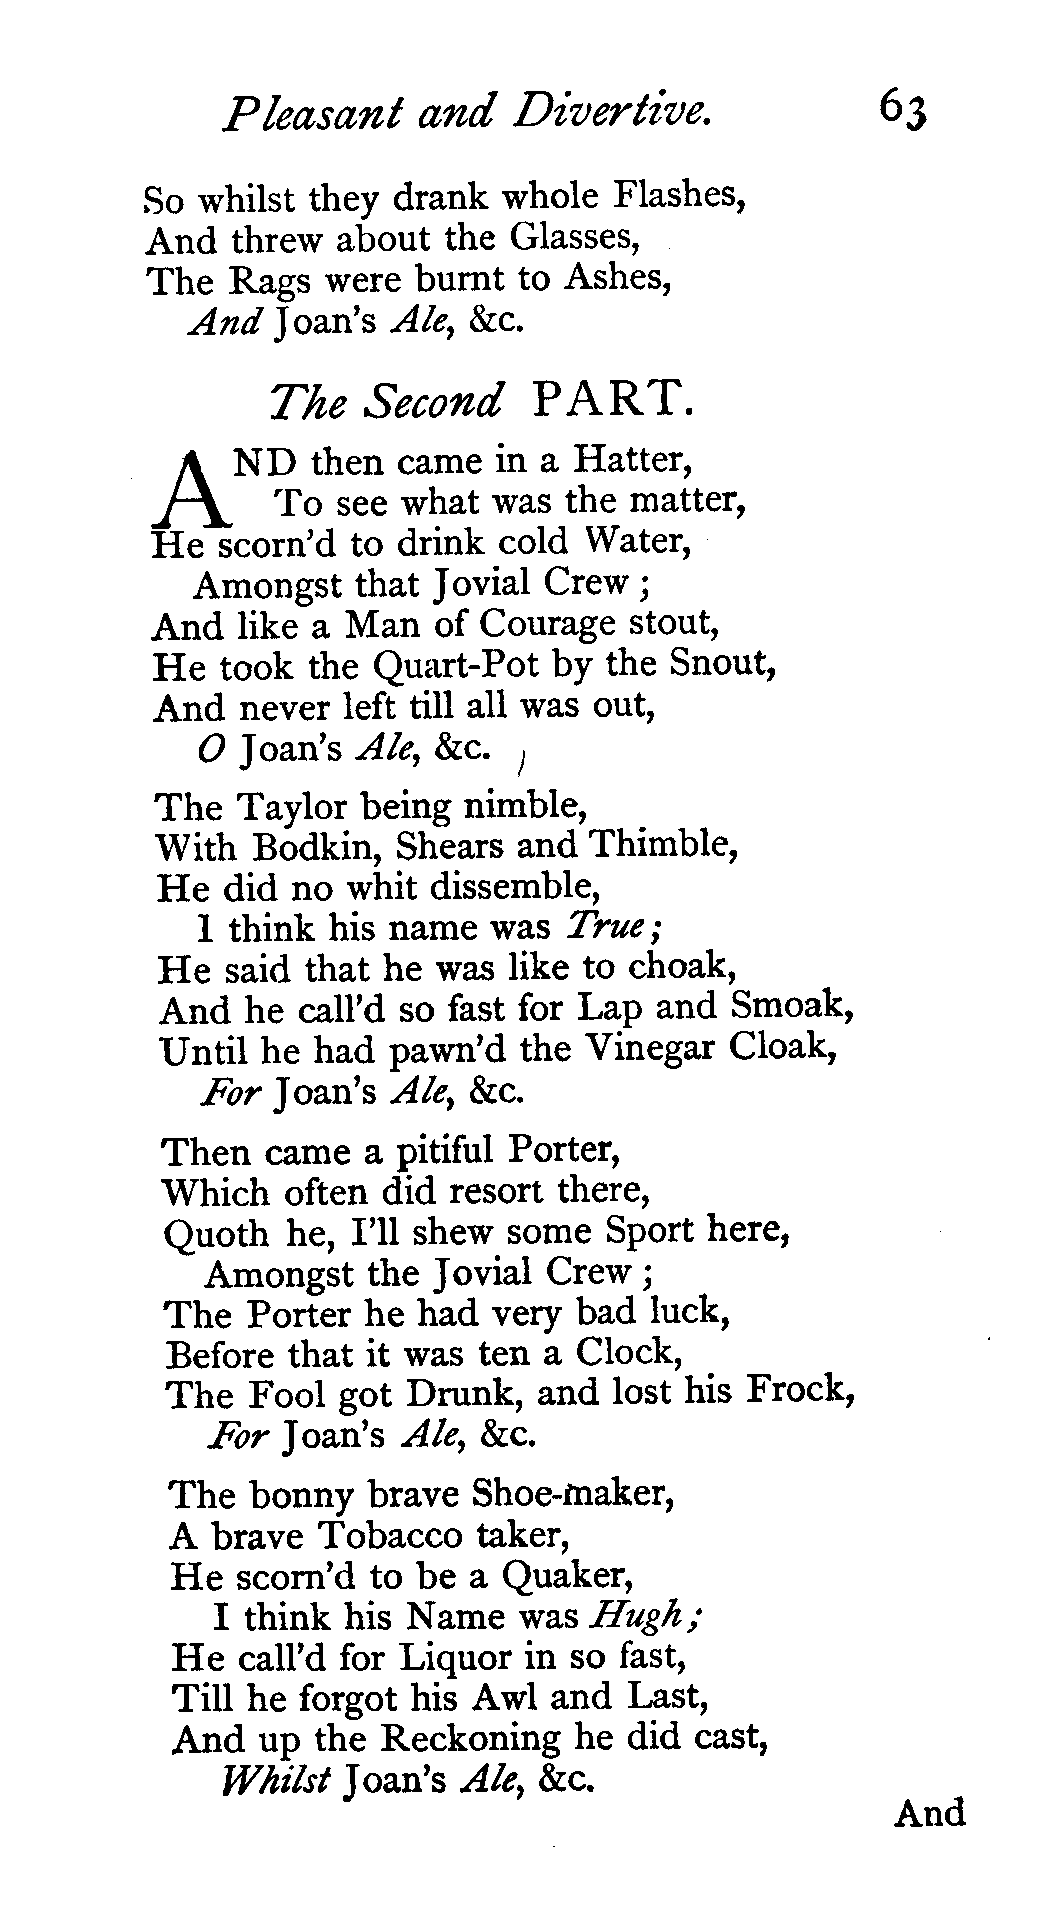 Pleasant and Divertive. 63
So whilst they drank whole Flashes,
And threw about the Glasses,
The Rags were burnt to Ashes,
And Joan's Ale, &c.
The Second PART.
AND then came in a Hatter,
To see what was the matter,
He scorn'd to drink cold Water,
Amongst that Jovial Crew ;
And like a Man of Courage stout,
He took the Quart-Pot by the Snout,
And never left till all was out,
O Joan's Ale, &c.
The Taylor being nimble,
With Bodkin, Shears and Thimble,
He did no whit dissemble,
I think his name was True ;
He said that he was like to choak,
And he call'd so fast for Lap and Smoak,
Until he had pawn'd the Vinegar Cloak,
For Joan's Ale, &c.
Then came a pitiful Porter,
Which often did resort there,
Quoth he, I'll shew some Sport here,
Amongst the Jovial Crew ;
The Porter he had very bad luck,
Before that it was ten a Clock,
The Fool got Drunk, and lost his Frock,
For Joan's Ale, &c.
The bonny brave Shoe-maker,
A brave Tobacco taker,
He scorn'd to be a Quaker,
I think his Name was Hugh ;
He call'd for Liquor in so fast,
Till he forgot his Awl and Last,
And up the Reckoning he did cast,
Whilst Joan's Ale, &c.
And